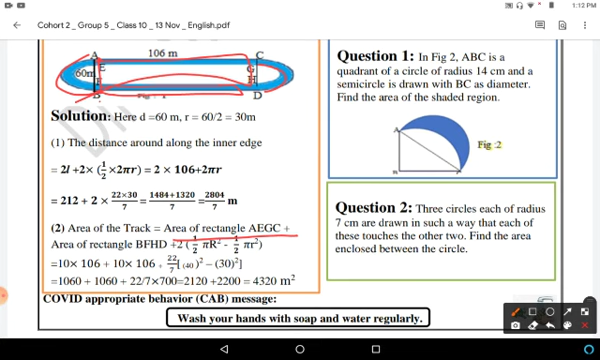 1:12 PM
Cohort 2 _ Group 5 _ Class 10 _ 13 Nov _ English.pdf
106 m
A
C
E
G
60m
F
H
B
D
Solution: Here d =60 m, r = 60/2 = 30m
(1) The distance around along the inner edge
= 2l +2× (1/2 ×2πr) = 2 × 106+2πr
= 212 + 2 × 22×30/7 = 1484+1320/7 = 2804/7 m
(2) Area of the Track = Area of rectangle AEGC +
Area of rectangle BFHD +2 (1/2 πR² - 1/2 πr²)
=10× 106 + 10× 106 + 22/7[(40)² – (30)²]
=1060 + 1060 + 22/7×700=2120 +2200 = 4320 m²
COVID appropriate behavior (CAB) message:
Wash your hands with soap and water regularly.
Question 1: In Fig 2, ABC is a
quadrant of a circle of radius 14 cm and a
semicircle is drawn with BC as diameter.
Find the area of the shaded region.
A
Fig :2
Question 2: Three circles each of radius
7 cm are drawn in such a way that each of
these touches the other two. Find the area
enclosed between the circle.